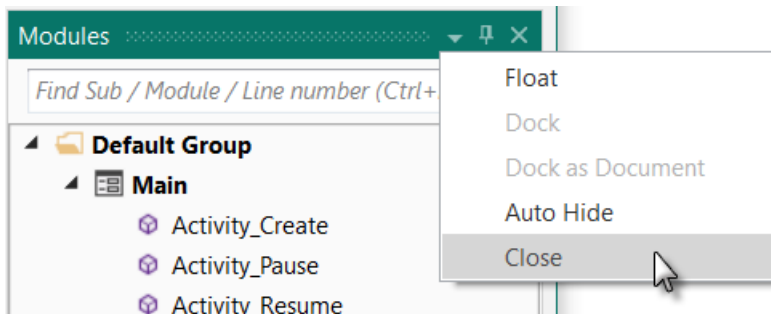 Modules
Find Sub / Module / Line number (Ctrl+
Default Group
Main
Activity_Create
Activity_Pause
Activity_Resume
Float
Dock
Dock as Document
Auto Hide
Close